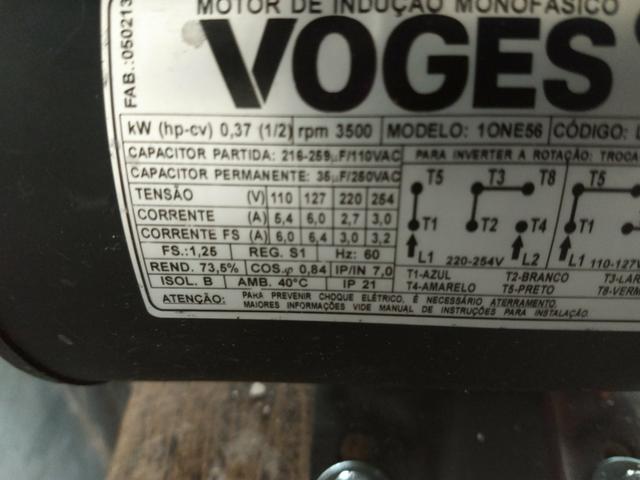 MOTOR DE INDUÇÃO MONOFÁSICO
VOGES
FAB.:050213
kW (hp-cv) 0,37 (1/2) rpm 3500 MODELO: 1ONE56 CÓDIGO:
CAPACITOR PARTIDA: 216-259µF/110VAC PARA INVERTER A ROTAÇÃO: TROCA
CAPACITOR PERMANENTE: 35µF/250VAC
TENSÃO (V) 110 127 220 254
CORRENTE (A) 5,4 6,0 2,7 3,0
CORRENTE FS (A) 6,0 6,4 3,0 3,2
FS.:1,25 REG. S1 Hz: 60
REND. 73,5% COS.φ 0,84 IP/IN 7,0
ISOL. B AMB. 40°C IP 21
T5 T3 T8 T5
T1 T2 T4 T1
L1 220-254V L2 L1 110-127V
T1-AZUL T2-BRANCO T3-LAR
T4-AMARELO T5-PRETO T8-VERM
ATENÇÃO: PARA PREVENIR CHOQUE ELÉTRICO, É NECESSÁRIO ATERRAMENTO.
MAIORES INFORMAÇÕES VIDE MANUAL DE INSTRUÇÕES PARA INSTALAÇÃO.